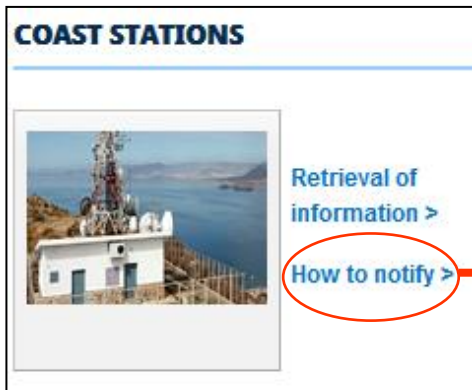 COAST STATIONS
Retrieval of
information >
How to notify >